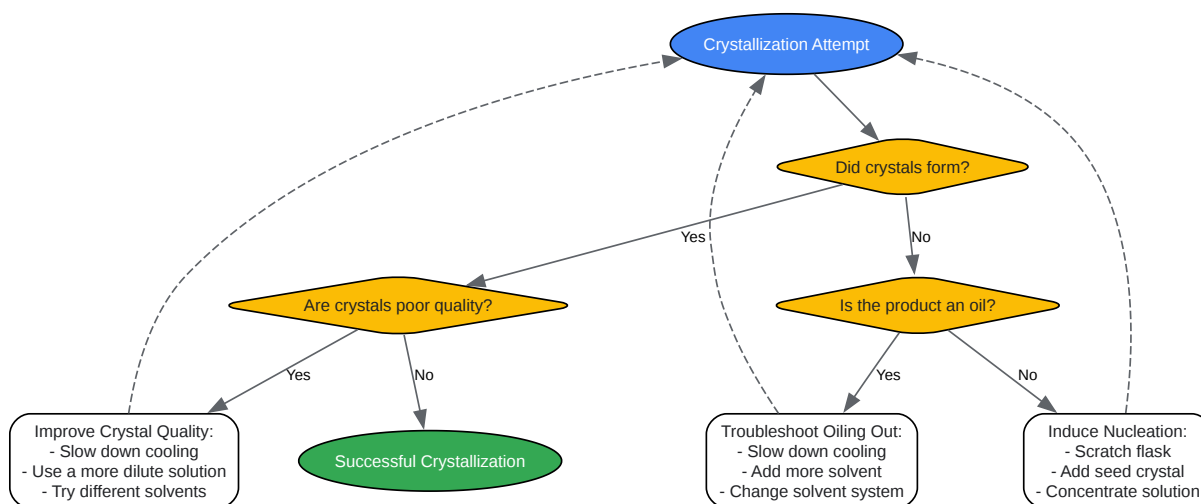 Crystallization Attempt
Did crystals form?
Yes
No
Are crystals poor quality?
Is the product an oil?
Yes
No
Yes
No
Improve Crystal Quality:
- Slow down cooling
- Use a more dilute solution
- Try different solvents
Successful Crystallization
Troubleshoot Oiling Out:
- Slow down cooling
- Add more solvent
- Change solvent system
Induce Nucleation:
- Scratch flask
- Add seed crystal
- Concentrate solution